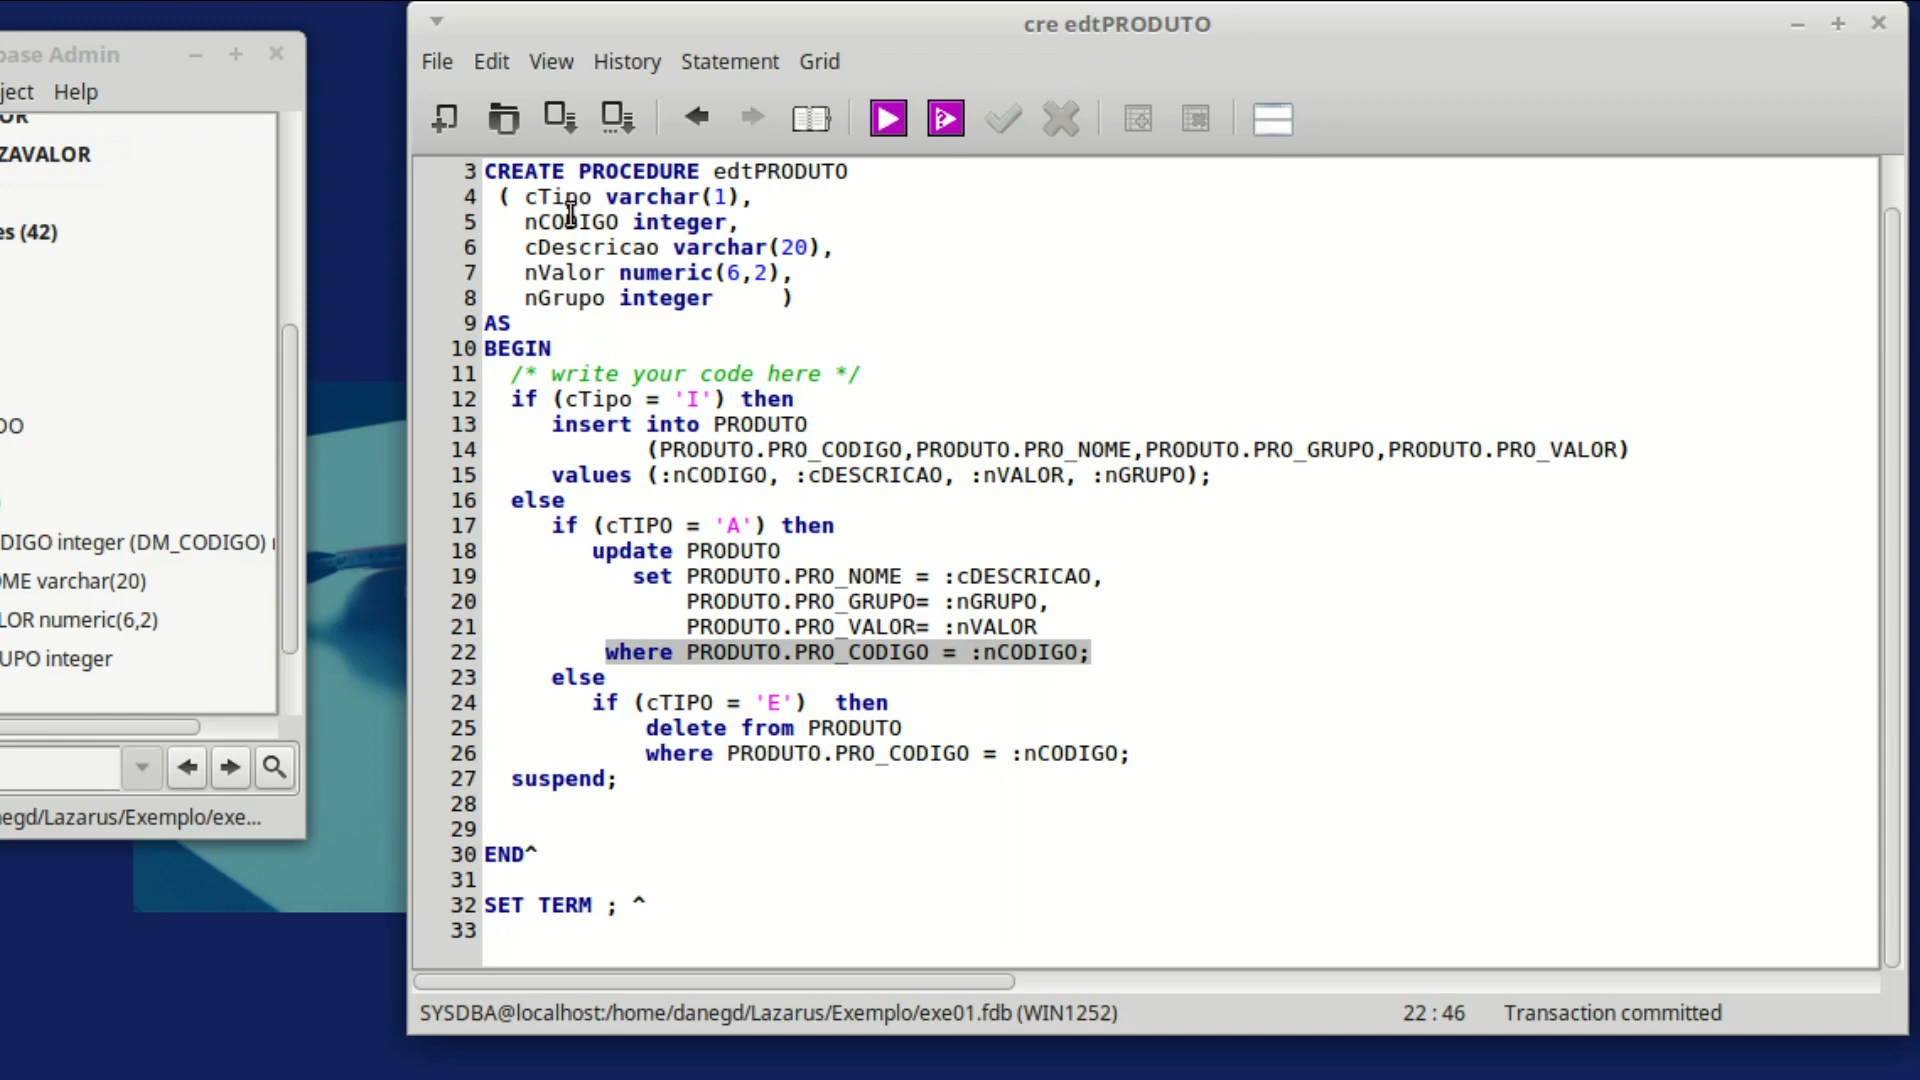 base Admin
ject Help
OR
ZAVALOR
es (42)
DO
DIGO integer (DM_CODIGO)
OME varchar(20)
LOR numeric(6,2)
UPO integer
negd/Lazarus/Exemplo/exe...
cre edtPRODUTO
File Edit View History Statement Grid
3 CREATE PROCEDURE edtPRODUTO
4 ( cTipo varchar(1),
5 nCODIGO integer,
6 cDescricao varchar(20),
7 nValor numeric(6,2),
8 nGrupo integer )
9 AS
10 BEGIN
11 /* write your code here */
12 if (cTipo = 'I') then
13 insert into PRODUTO
14 (PRODUTO.PRO_CODIGO,PRODUTO.PRO_NOME,PRODUTO.PRO_GRUPO,PRODUTO.PRO_VALOR)
15 values (:nCODIGO, :cDESCRICAO, :nVALOR, :nGRUPO);
16 else
17 if (cTIPO = 'A') then
18 update PRODUTO
19 set PRODUTO.PRO_NOME = :cDESCRICAO,
20 PRODUTO.PRO_GRUPO= :nGRUPO,
21 PRODUTO.PRO_VALOR= :nVALOR
22 where PRODUTO.PRO_CODIGO = :nCODIGO;
23 else
24 if (cTIPO = 'E') then
25 delete from PRODUTO
26 where PRODUTO.PRO_CODIGO = :nCODIGO;
27 suspend;
28
29
30 END^
31
32 SET TERM ; ^
33
SYSDBA@localhost:/home/danegd/Lazarus/Exemplo/exe01.fdb (WIN1252) 22 : 46 Transaction committed